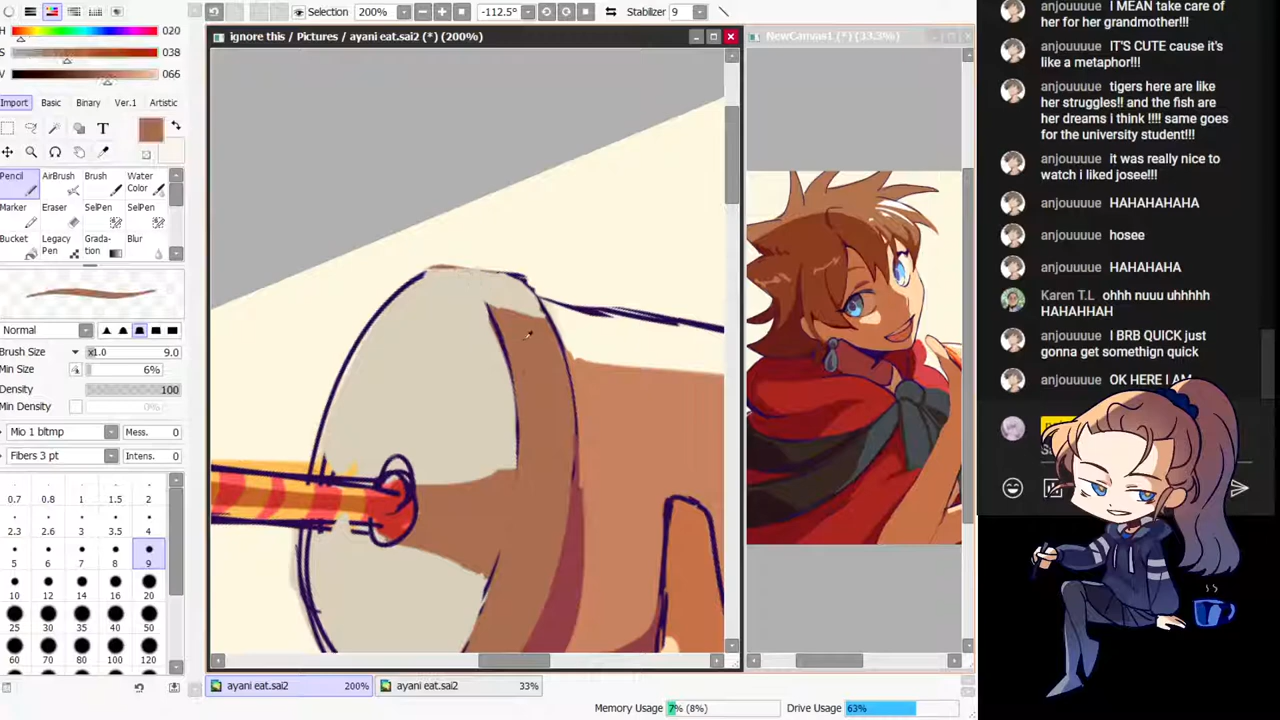 Selection
200%
-112.5°
Stabilizer
9
H
020
S
038
V
066
Import
Basic
Binary
Ver.1
Artistic
T
Pencil
AirBrush
Brush
Water Color
Marker
Eraser
SelPen
SelPen
Bucket
Legacy Pen
Grada-tion
Blur
Normal
Brush Size
x1.0
9.0
Min Size
6%
Density
100
Min Density
0%
Mio 1 bltmp
Mess.
0
Fibers 3 pt
Intens.
0
0.7
0.8
1
1.5
2
2.3
2.6
3
3.5
4
5
6
7
8
9
10
12
14
16
20
25
30
35
40
50
60
70
80
100
120
ignore this / Pictures / ayani eat.sai2 (*) (200%)
NewCanvas1 (*) (33.3%)
ayani eat.sai2
200%
ayani eat.sai2
33%
Memory Usage
7% (8%)
Drive Usage
63%
anjouuuue I MEAN take care of
her for her grandmother!!!
anjouuuue IT'S CUTE cause it's
like a metaphor!!!
anjouuuue tigers here are like
her struggles!! and the fish are
her dreams i think !!!! same goes
for the university student!!!
anjouuuue it was really nice to
watch i liked josee!!!
anjouuuue HAHAHAHAHA
anjouuuue hosee
anjouuuue HAHAHAHA
Karen T.L ohhh nuuu uhhhhh
HAHAHHAH
anjouuuue I BRB QUICK just
gonna get somethign quick
anjouuuue OK HERE I AM